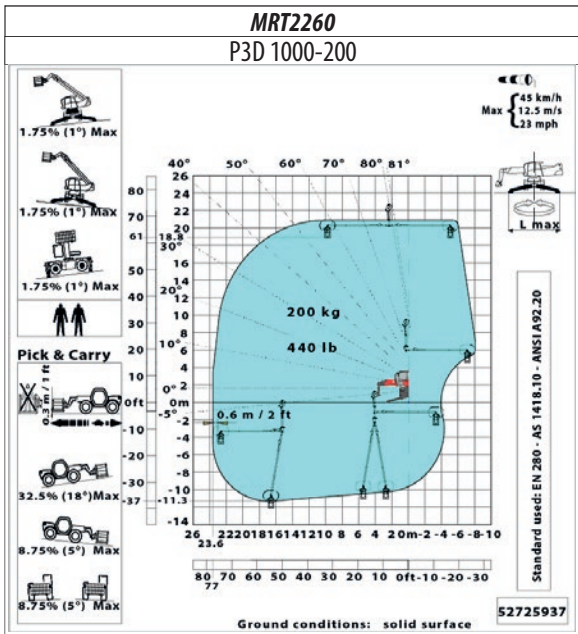 MRT2260
P3D 1000-200
1.75% (1°) Max
1.75% (1°) Max
1.75% (1°) Max
Pick & Carry
0.3 m / 1 ft
32.5% (18°)Max
8.75% (5°) Max
8.75% (5°) Max
45 km/h
Max 12.5 m/s
23 mph
L max
40° 50° 60° 70° 80° 81°
30°
20°
10°
0°
-5°
80
70
61
50
40
30
20
10
0ft
-10
-20
-30
-37
26
24
22
20
18.8
16
14
12
10
8
6
4
2
0m
-2
-4
-6
-8
-10
-11.3
-14
200 kg
440 lb
0.6 m / 2 ft
26 22 20 18 16 14 12 10 8 6 4 2 0m -2 -4 -6 -8 -10
23.6
80 70 60 50 40 30 20 10 0ft -10 -20 -30
77
Standard used: EN 280 - AS 1418.10 - ANSI A92.20
52725937
Ground conditions: solid surface